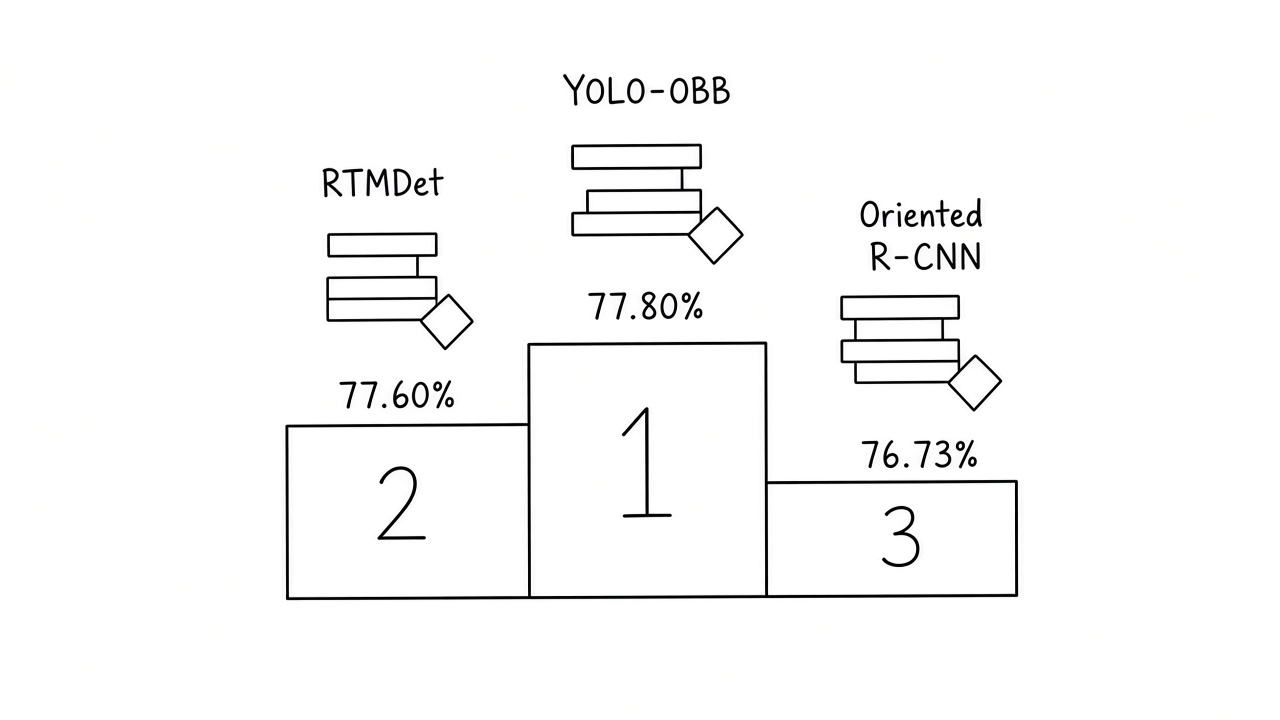 YOLO-OBB
RTMDet
Oriented
R-CNN
77.80%
77.60%
76.73%
1
2
3